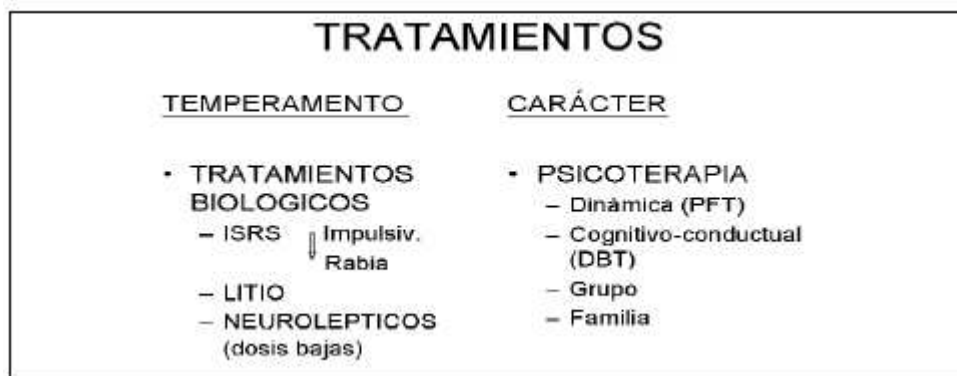 TRATAMIENTOS
TEMPERAMENTO
• TRATAMIENTOS
BIOLOGICOS
– ISRS ⇓ Impulsiv.
Rabia
– LITIO
– NEUROLEPTICOS
(dosis bajas)
CARÁCTER
• PSICOTERAPIA
– Dinámica (PFT)
– Cognitivo-conductual
(DBT)
– Grupo
– Familia